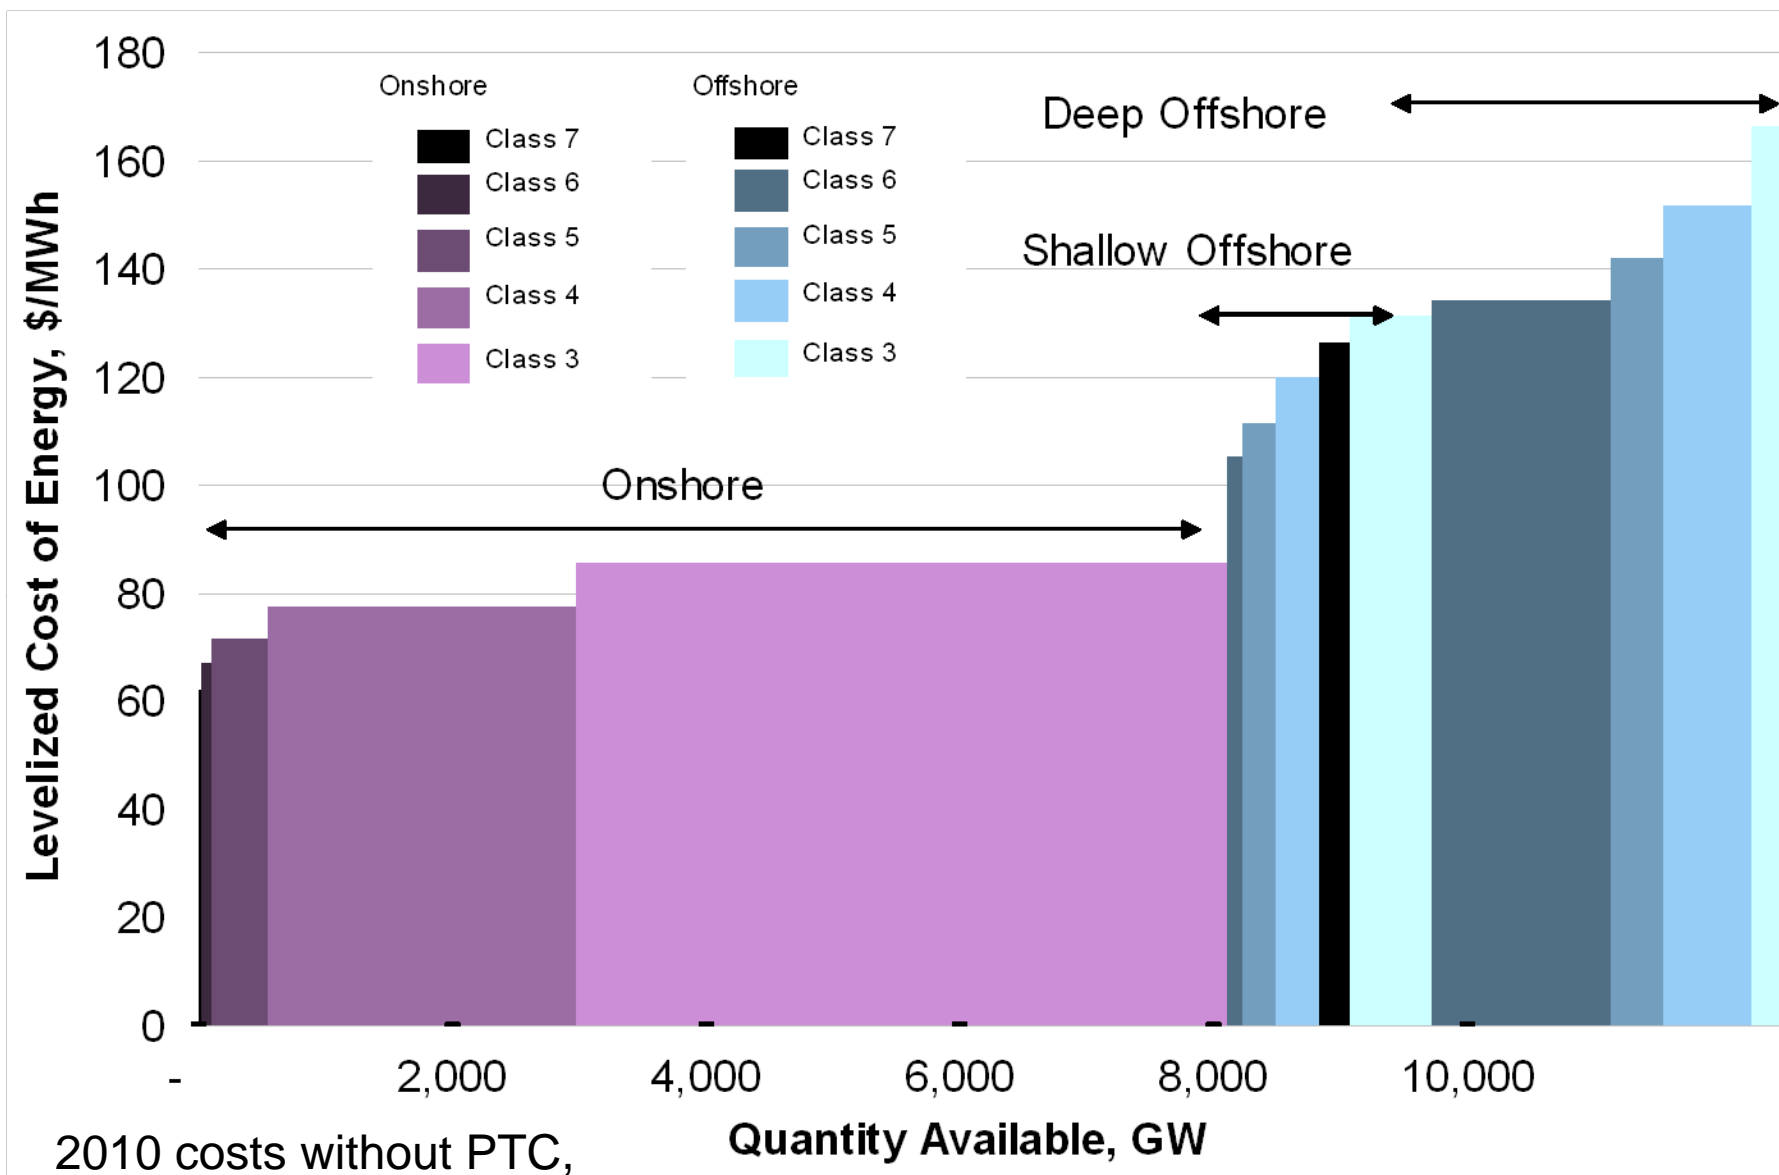 180
160
140
120
100
80
60
40
20
0
Levelized Cost of Energy, $/MWh
Onshore
Class 7
Class 6
Class 5
Class 4
Class 3
Offshore
Class 7
Class 6
Class 5
Class 4
Class 3
Deep Offshore
Shallow Offshore
Onshore
-
2,000
4,000
6,000
8,000
10,000
Quantity Available, GW
2010 costs without PTC,